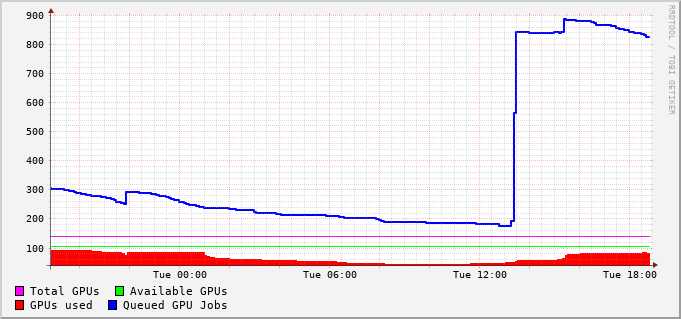 900
800
700
600
500
400
300
200
100
Tue 00:00 Tue 06:00 Tue 12:00 Tue 18:00
Total GPUs Available GPUs
GPUs used Queued GPU Jobs
RRDTOOL / TOBI OETIKER